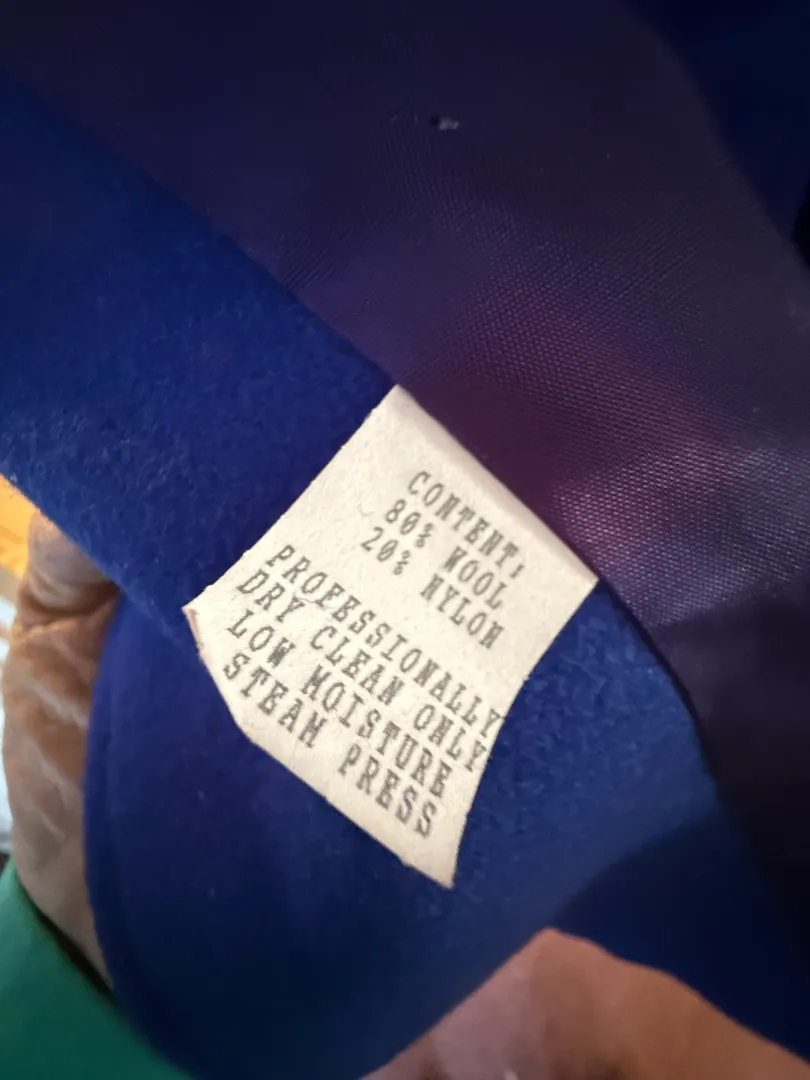 CONTENT:
80% WOOL
20% NYLON
PROFESSIONALLY
DRY CLEAN ONLY
LOW MOISTURE
STEAM PRESS